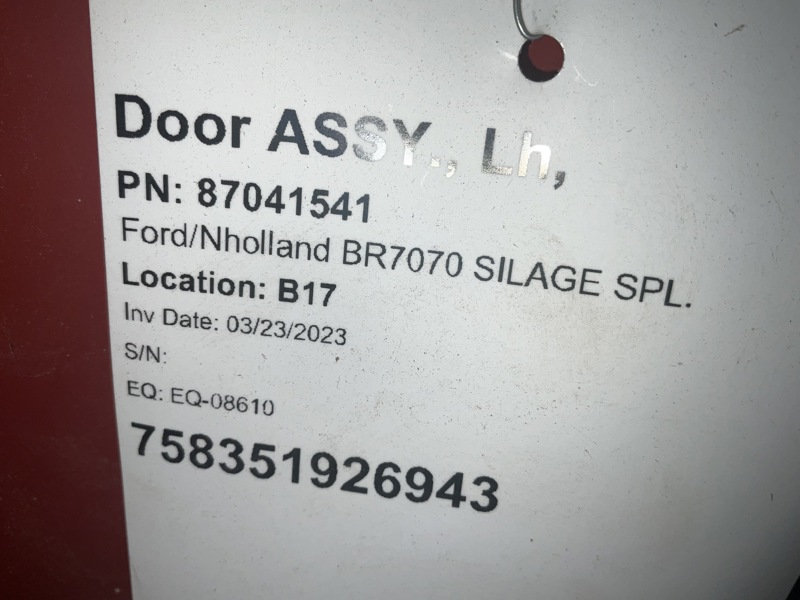 Door ASSY., Lh,
PN: 87041541
Ford/Nholland BR7070 SILAGE SPL.
Location: B17
Inv Date: 03/23/2023
S/N:
EQ: EQ-08610
758351926943